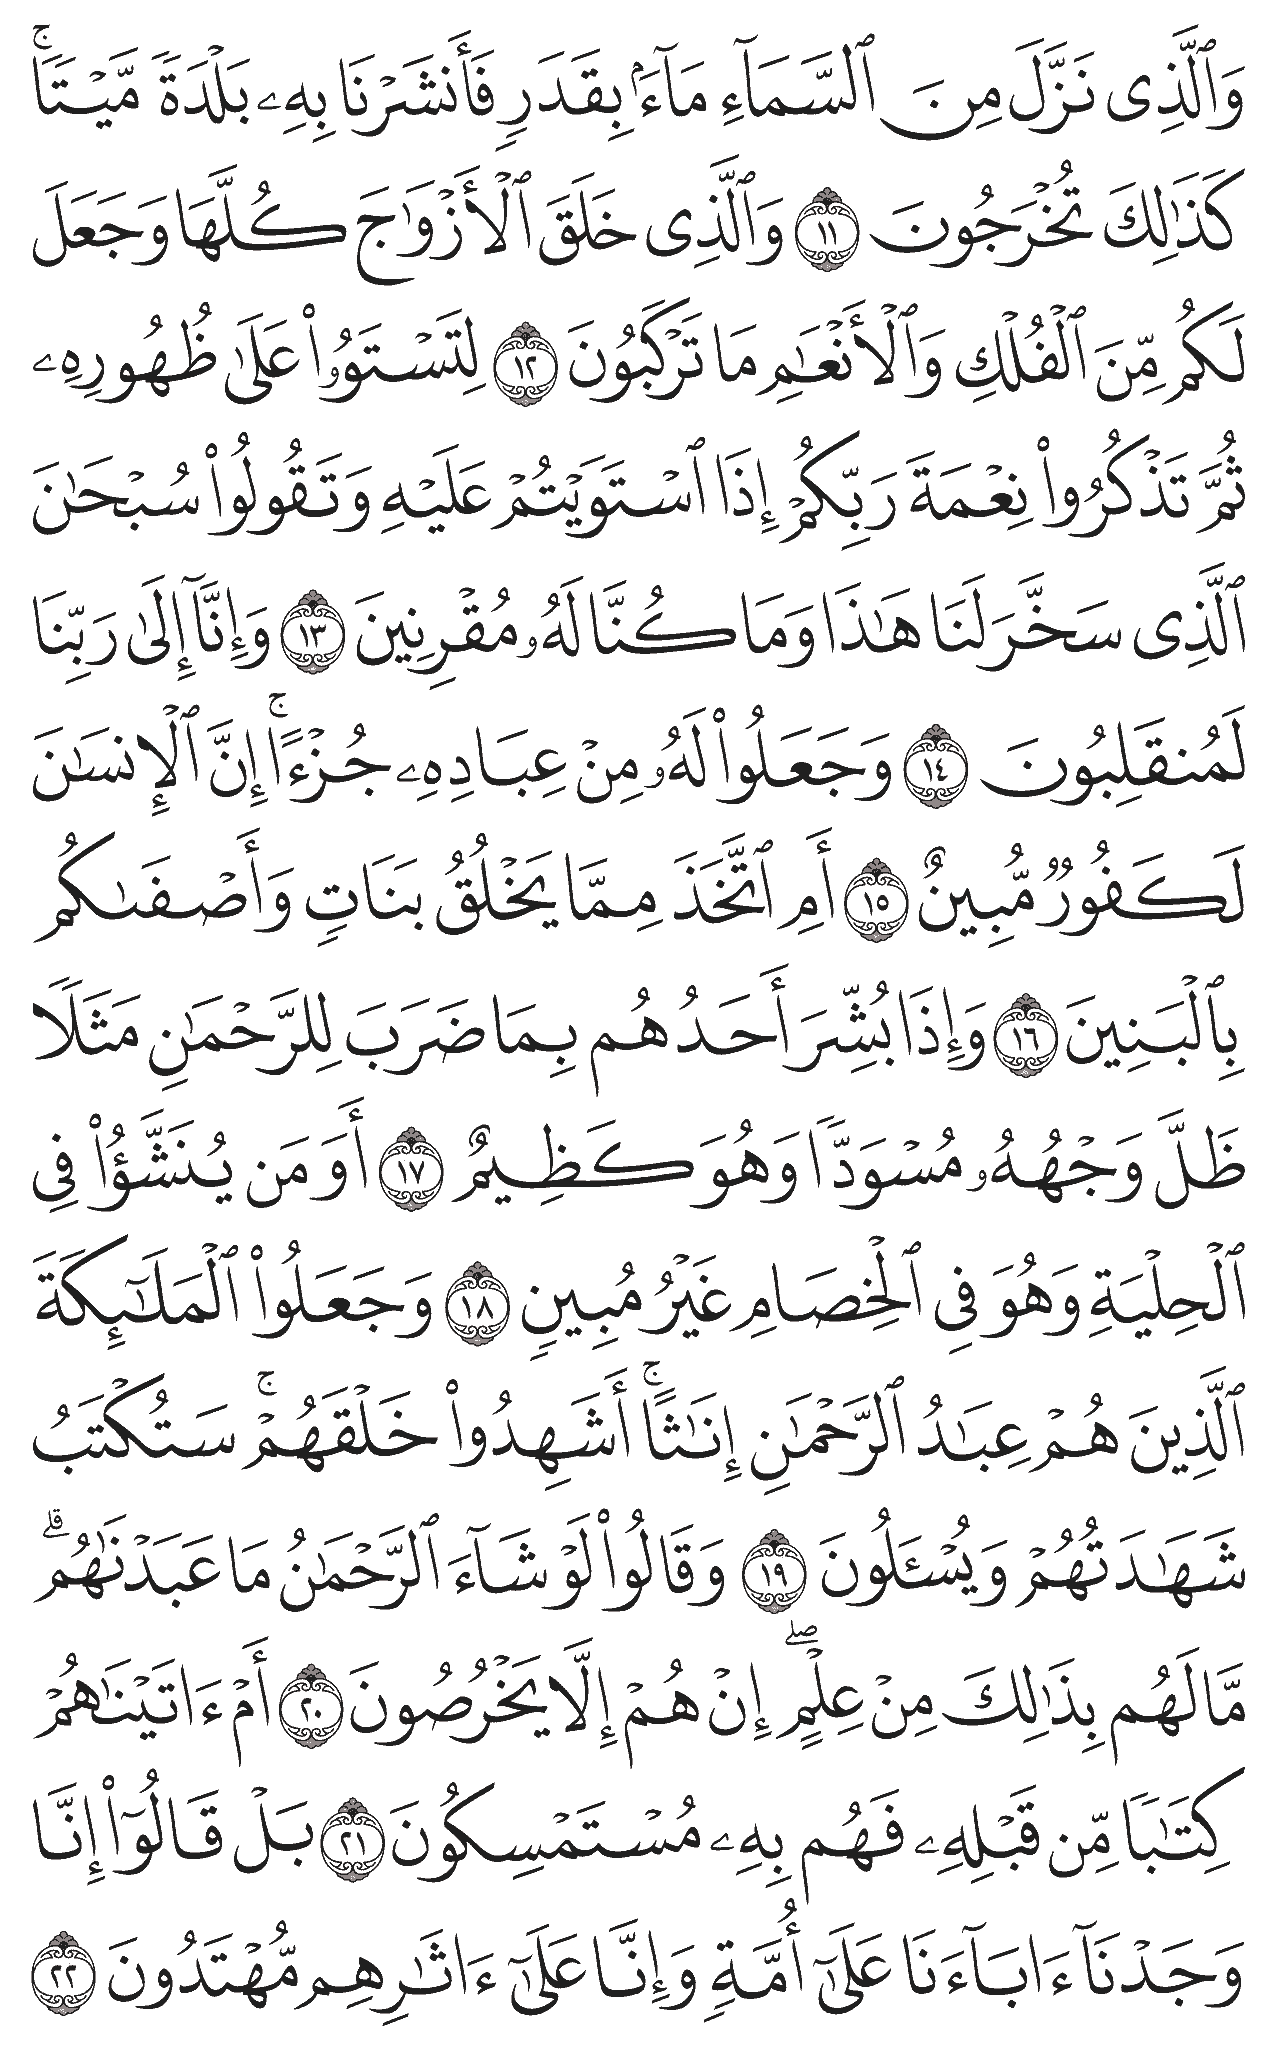 وَٱلَّذِى نَزَّلَ مِنَ ٱلسَّمَآءِ مَآءَۢ بِقَدَرٍ فَأَنشَرْنَا بِهِۦ بَلْدَةً مَّيْتًا ۚ
كَذَٰلِكَ تُخْرَجُونَ ١١ وَٱلَّذِى خَلَقَ ٱلْأَزْوَٰجَ كُلَّهَا وَجَعَلَ
لَكُم مِّنَ ٱلْفُلْكِ وَٱلْأَنْعَٰمِ مَا تَرْكَبُونَ ١٢ لِتَسْتَوُۥا۟ عَلَىٰ ظُهُورِهِۦ
ثُمَّ تَذْكُرُوا۟ نِعْمَةَ رَبِّكُمْ إِذَا ٱسْتَوَيْتُمْ عَلَيْهِ وَتَقُولُوا۟ سُبْحَٰنَ
ٱلَّذِى سَخَّرَ لَنَا هَٰذَا وَمَا كُنَّا لَهُۥ مُقْرِنِينَ ١٣ وَإِنَّآ إِلَىٰ رَبِّنَا
لَمُنقَلِبُونَ ١٤ وَجَعَلُوا۟ لَهُۥ مِنْ عِبَادِهِۦ جُزْءًا ۚ إِنَّ ٱلْإِنسَٰنَ
لَكَفُورٌ مُّبِينٌ ١٥ أَمِ ٱتَّخَذَ مِمَّا يَخْلُقُ بَنَاتٍ وَأَصْفَىٰكُم
بِٱلْبَنِينَ ١٦ وَإِذَا بُشِّرَ أَحَدُهُم بِمَا ضَرَبَ لِلرَّحْمَٰنِ مَثَلًا
ظَلَّ وَجْهُهُۥ مُسْوَدًّا وَهُوَ كَظِيمٌ ١٧ أَوَمَن يُنَشَّؤُا۟ فِى
ٱلْحِلْيَةِ وَهُوَ فِى ٱلْخِصَامِ غَيْرُ مُبِينٍ ١٨ وَجَعَلُوا۟ ٱلْمَلَٰٓئِكَةَ
ٱلَّذِينَ هُمْ عِبَٰدُ ٱلرَّحْمَٰنِ إِنَٰثًا ۚ أَشَهِدُوا۟ خَلْقَهُمْ ۚ سَتُكْتَبُ
شَهَٰدَتُهُمْ وَيُسْـَٔلُونَ ١٩ وَقَالُوا۟ لَوْ شَآءَ ٱلرَّحْمَٰنُ مَا عَبَدْنَٰهُم ۗ
مَّا لَهُم بِذَٰلِكَ مِنْ عِلْمٍ ۖ إِنْ هُمْ إِلَّا يَخْرُصُونَ ٢٠ أَمْ ءَاتَيْنَٰهُمْ
كِتَٰبًا مِّن قَبْلِهِۦ فَهُم بِهِۦ مُسْتَمْسِكُونَ ٢١ بَلْ قَالُوٓا۟ إِنَّا
وَجَدْنَآ ءَابَآءَنَا عَلَىٰٓ أُمَّةٍ وَإِنَّا عَلَىٰٓ ءَاثَٰرِهِم مُّهْتَدُونَ ٢٢